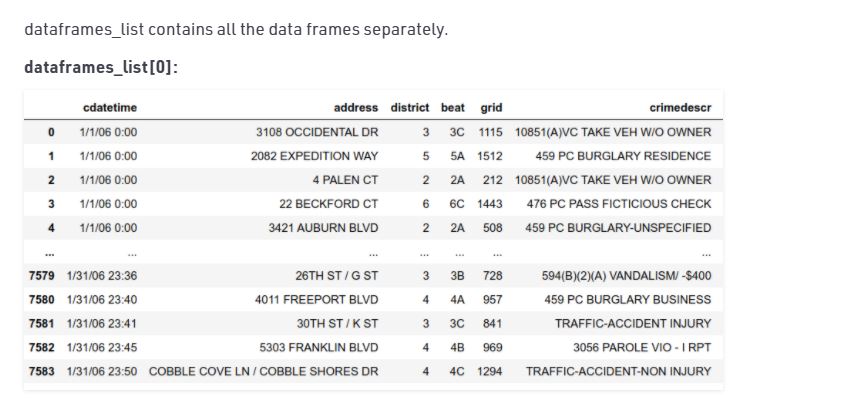 dataframes_list contains all the data frames separately.
dataframes_list[0]:
cdatetime address district beat grid crimedescr
0 1/1/06 0:00 3108 OCCIDENTAL DR 3 3C 1115 10851(A)VC TAKE VEH W/O OWNER
1 1/1/06 0:00 2082 EXPEDITION WAY 5 5A 1512 459 PC BURGLARY RESIDENCE
2 1/1/06 0:00 4 PALEN CT 2 2A 212 10851(A)VC TAKE VEH W/O OWNER
3 1/1/06 0:00 22 BECKFORD CT 6 6C 1443 476 PC PASS FICTICIOUS CHECK
4 1/1/06 0:00 3421 AUBURN BLVD 2 2A 508 459 PC BURGLARY-UNSPECIFIED
... ... ... ... ... ... ...
7579 1/31/06 23:36 26TH ST / G ST 3 3B 728 594(B)(2)(A) VANDALISM/ -$400
7580 1/31/06 23:40 4011 FREEPORT BLVD 4 4A 957 459 PC BURGLARY BUSINESS
7581 1/31/06 23:41 30TH ST / K ST 3 3C 841 TRAFFIC-ACCIDENT INJURY
7582 1/31/06 23:45 5303 FRANKLIN BLVD 4 4B 969 3056 PAROLE VIO - I RPT
7583 1/31/06 23:50 COBBLE COVE LN / COBBLE SHORES DR 4 4C 1294 TRAFFIC-ACCIDENT-NON INJURY